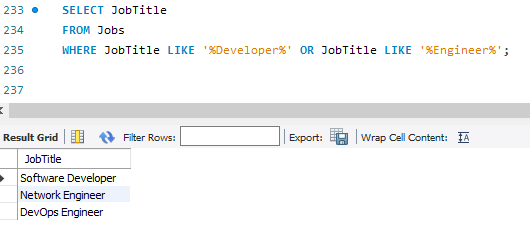 233 SELECT JobTitle
234 FROM Jobs
235 WHERE JobTitle LIKE '%Developer%' OR JobTitle LIKE '%Engineer%';
236
237
Result Grid Filter Rows: Export: Wrap Cell Content: IA
JobTitle
Software Developer
Network Engineer
DevOps Engineer